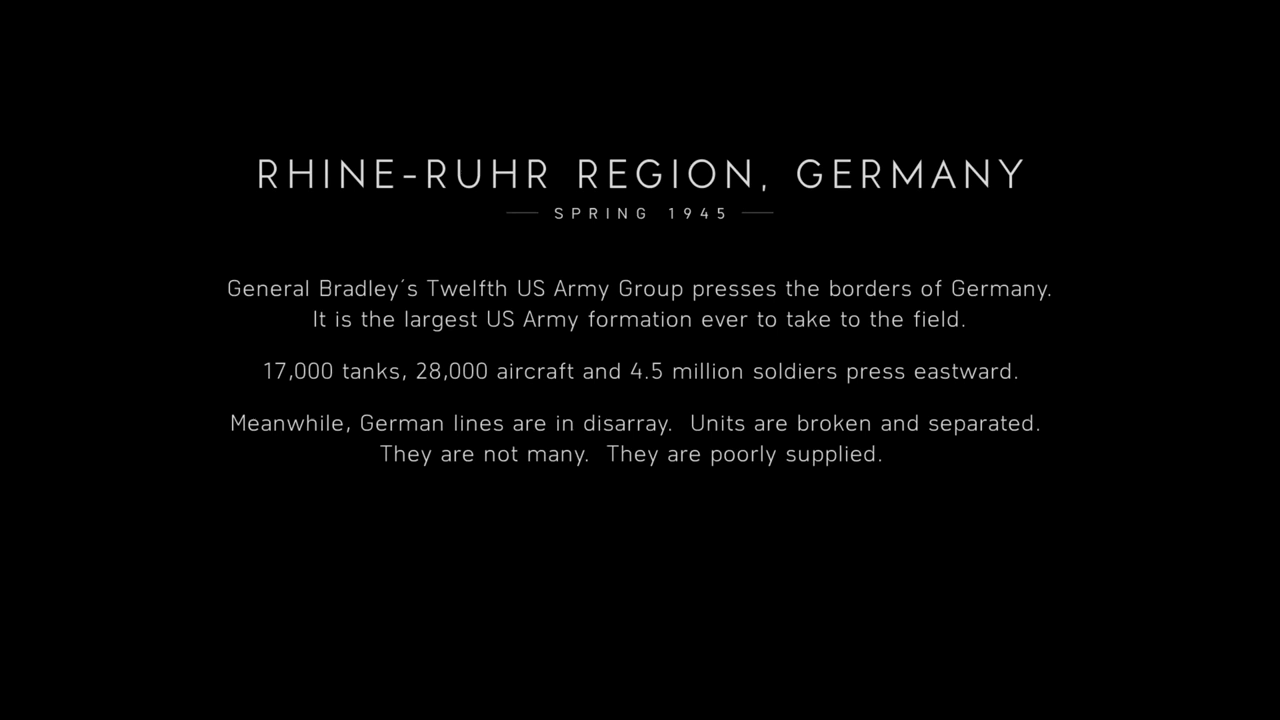 RHINE-RUHR REGION, GERMANY
SPRING 1945
General Bradley´s Twelfth US Army Group presses the borders of Germany.
It is the largest US Army formation ever to take to the field.
17,000 tanks, 28,000 aircraft and 4.5 million soldiers press eastward.
Meanwhile, German lines are in disarray. Units are broken and separated.
They are not many. They are poorly supplied.